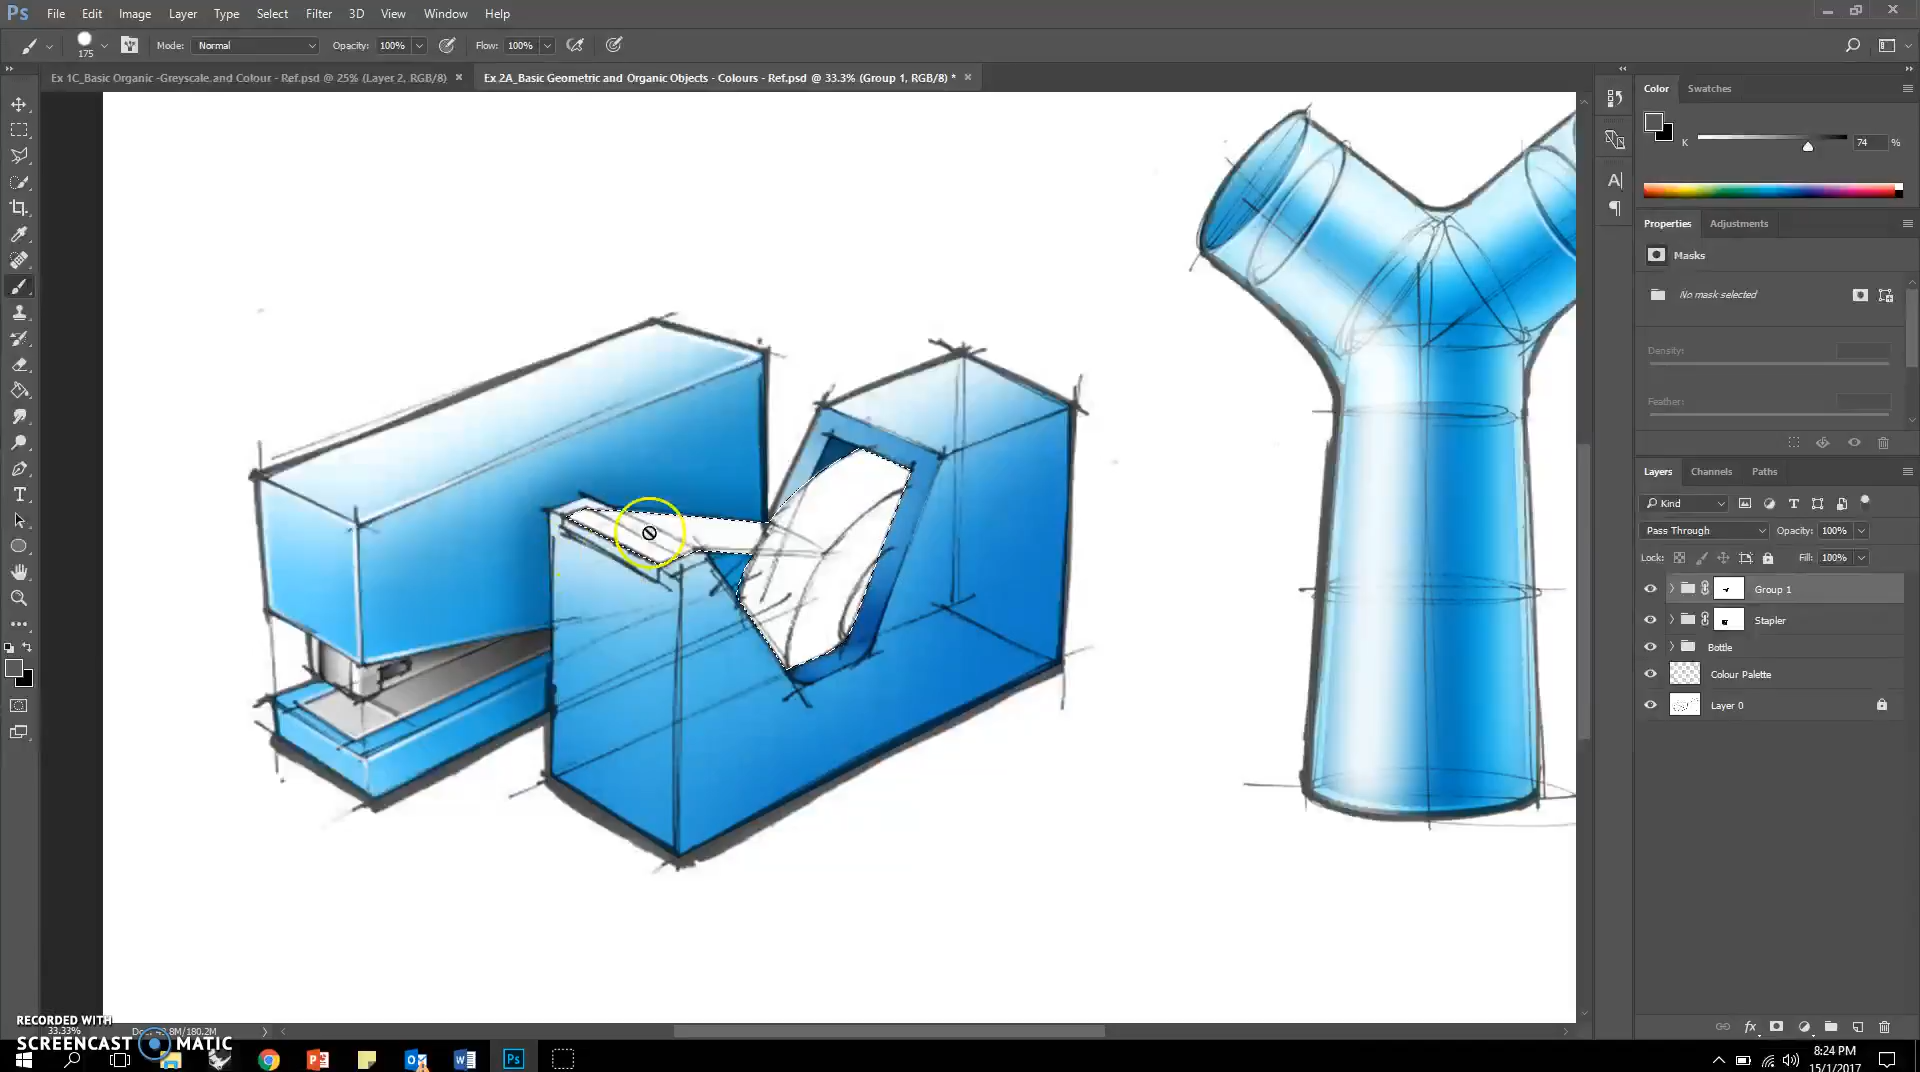 Ps File Edit Image Layer Type Select Filter 3D View Window Help
175 Mode: Normal Opacity: 100% Flow: 100%
Ex 1C_Basic Organic -Greyscale and Colour - Ref.psd @ 25% (Layer 2, RGB/8) × Ex 2A_Basic Geometric and Organic Objects - Colours - Ref.psd @ 33.3% (Group 1, RGB/8) * ×
Color Swatches
K 74 %
Properties Adjustments
Masks
No mask selected
Density:
Feather:
Layers Channels Paths
Kind
Pass Through Opacity: 100%
Lock: Fill: 100%
Group 1
Stapler
Bottle
Colour Palette
Layer 0
RECORDED WITH
33.33%
SCREENCAST MATIC
8:24 PM
15/1/2017